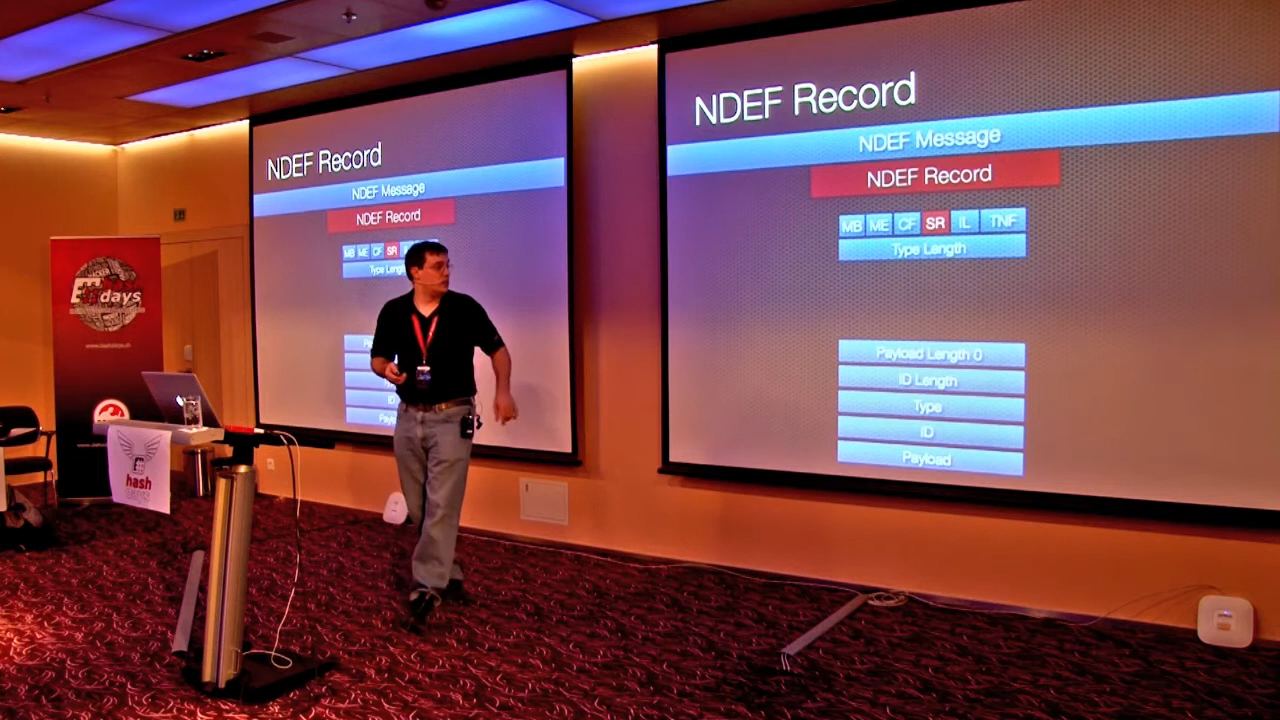 NDEF Record
NDEF Message
NDEF Record
MB ME CF SR
Type Length
NDEF Record
NDEF Message
NDEF Record
MB ME CF SR IL TNF
Type Length
Payload Length 0
ID Length
Type
ID
Payload
days
hash